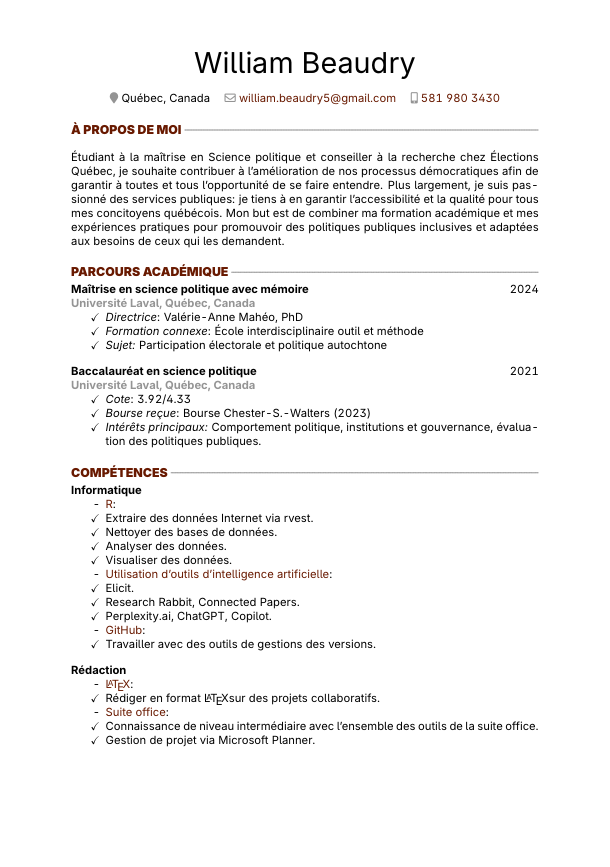 William Beaudry
Québec, Canada william.beaudry5@gmail.com 581 980 3430
À PROPOS DE MOI
Étudiant à la maîtrise en Science politique et conseiller à la recherche chez Élections
Québec, je souhaite contribuer à l’amélioration de nos processus démocratiques afin de
garantir à toutes et tous l’opportunité de se faire entendre. Plus largement, je suis pas-
sionné des services publiques: je tiens à en garantir l’accessibilité et la qualité pour tous
mes concitoyens québécois. Mon but est de combiner ma formation académique et mes
expériences pratiques pour promouvoir des politiques publiques inclusives et adaptées
aux besoins de ceux qui les demandent.
PARCOURS ACADÉMIQUE
Maîtrise en science politique avec mémoire 2024
Université Laval, Québec, Canada
✓ Directrice: Valérie-Anne Mahéo, PhD
✓ Formation connexe: École interdisciplinaire outil et méthode
✓ Sujet: Participation électorale et politique autochtone
Baccalauréat en science politique 2021
Université Laval, Québec, Canada
✓ Cote: 3.92/4.33
✓ Bourse reçue: Bourse Chester-S.-Walters (2023)
✓ Intérêts principaux: Comportement politique, institutions et gouvernance, évalua-
tion des politiques publiques.
COMPÉTENCES
Informatique
- R:
✓ Extraire des données Internet via rvest.
✓ Nettoyer des bases de données.
✓ Analyser des données.
✓ Visualiser des données.
- Utilisation d’outils d’intelligence artificielle:
✓ Elicit.
✓ Research Rabbit, Connected Papers.
✓ Perplexity.ai, ChatGPT, Copilot.
- GitHub:
✓ Travailler avec des outils de gestions des versions.
Rédaction
- LATEX:
✓ Rédiger en format LATEXsur des projets collaboratifs.
- Suite office:
✓ Connaissance de niveau intermédiaire avec l’ensemble des outils de la suite office.
✓ Gestion de projet via Microsoft Planner.